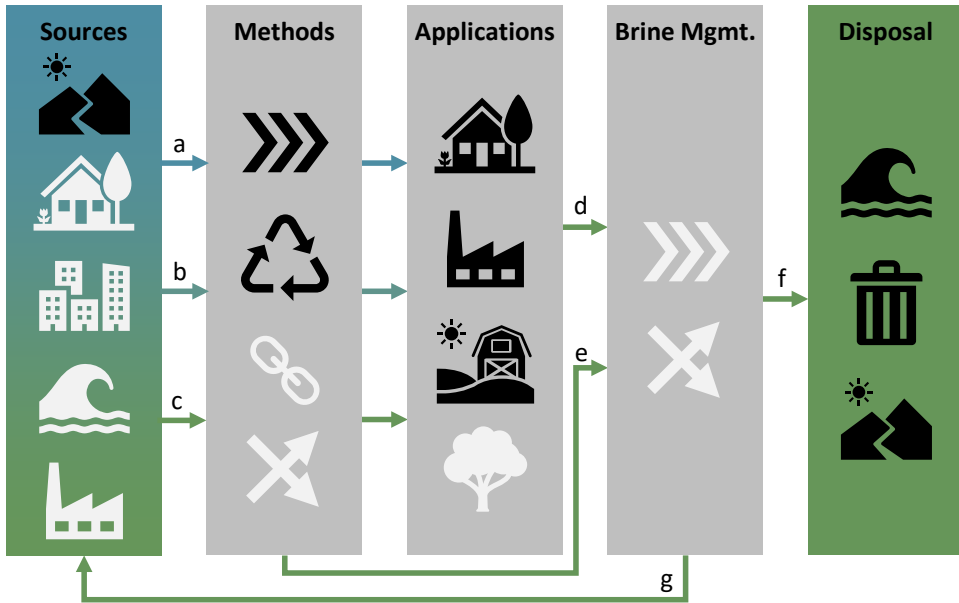 Sources
Methods
Applications
Brine Mgmt.
Disposal
a
b
c
d
e
f
g